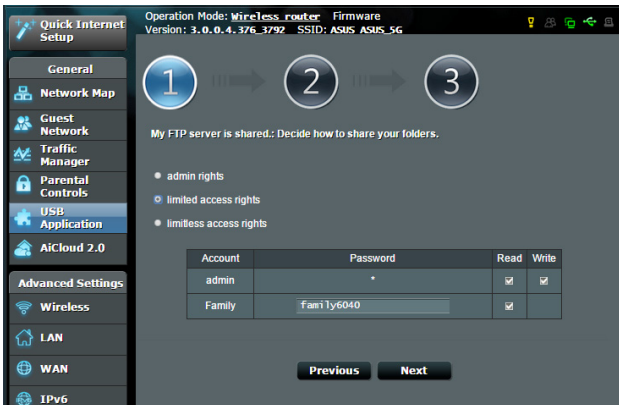 Quick Internet
Setup
Operation Mode: Wireless router Firmware
Version: 3.0.0.4.376_3792 SSID: ASUS ASUS_5G
General
Network Map
Guest
Network
Traffic
Manager
Parental
Controls
USB
Application
AiCloud 2.0
Advanced Settings
Wireless
LAN
WAN
IPv6
1 2 3
My FTP server is shared.: Decide how to share your folders.
admin rights
limited access rights
limitless access rights
Account Password Read Write
admin *
Family family6040
Previous Next